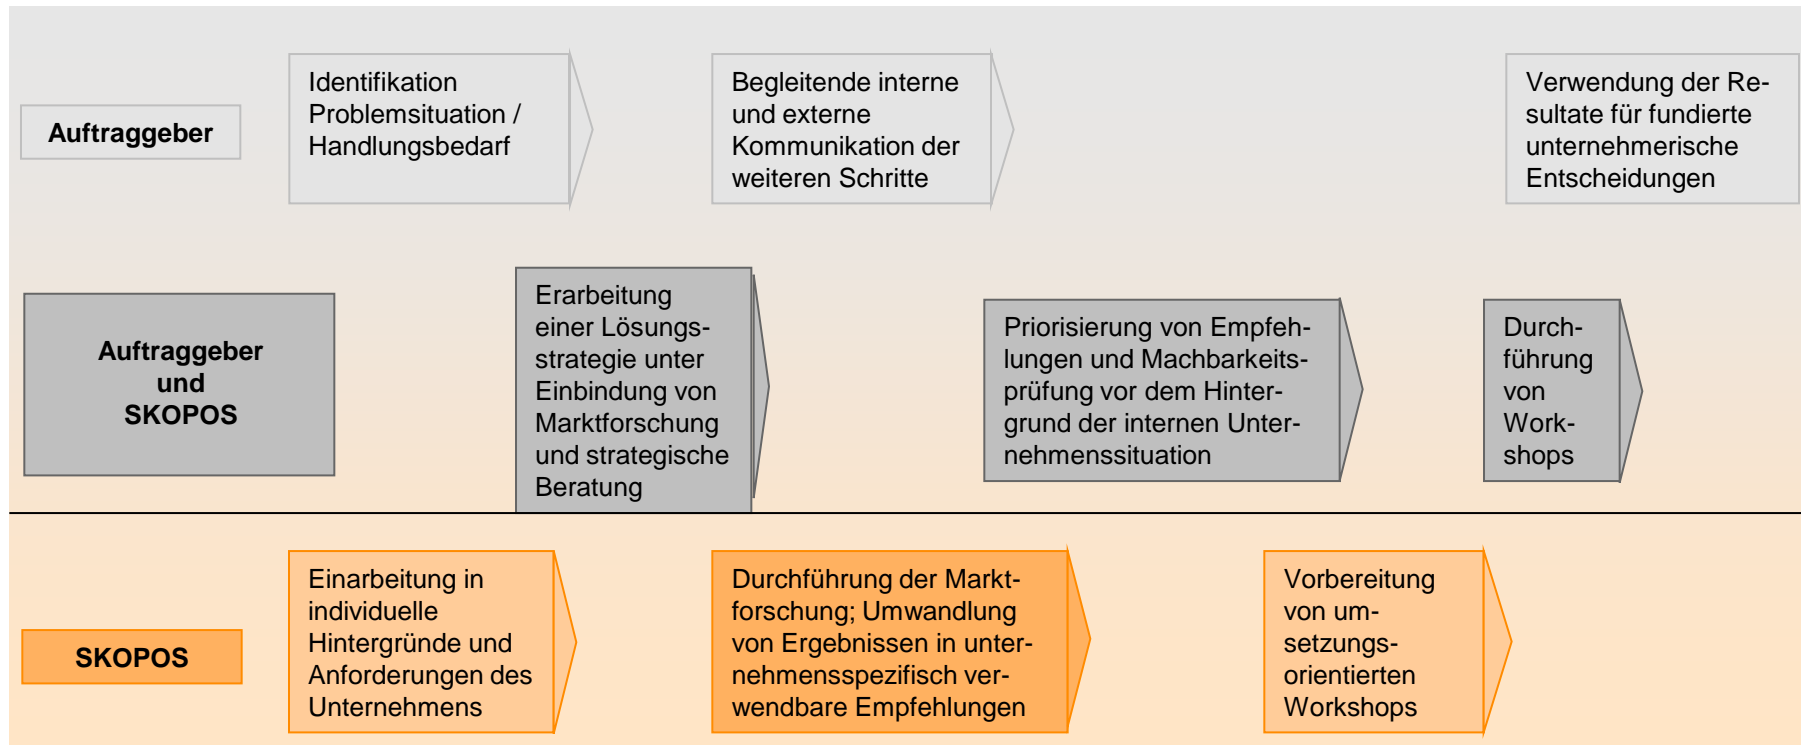 Auftraggeber
Identifikation
Problemsituation /
Handlungsbedarf
Begleitende interne
und externe
Kommunikation der
weiteren Schritte
Verwendung der Re-
sultate für fundierte
unternehmerische
Entscheidungen
Auftraggeber
und
SKOPOS
Erarbeitung
einer Lösungs-
strategie unter
Einbindung von
Marktforschung
und strategische
Beratung
Priorisierung von Empfeh-
lungen und Machbarkeits-
prüfung vor dem Hinter-
grund der internen Unter-
nehmenssituation
Durch-
führung
von
Work-
shops
SKOPOS
Einarbeitung in
individuelle
Hintergründe und
Anforderungen des
Unternehmens
Durchführung der Markt-
forschung; Umwandlung
von Ergebnissen in unter-
nehmensspezifisch ver-
wendbare Empfehlungen
Vorbereitung
von um-
setzungs-
orientierten
Workshops